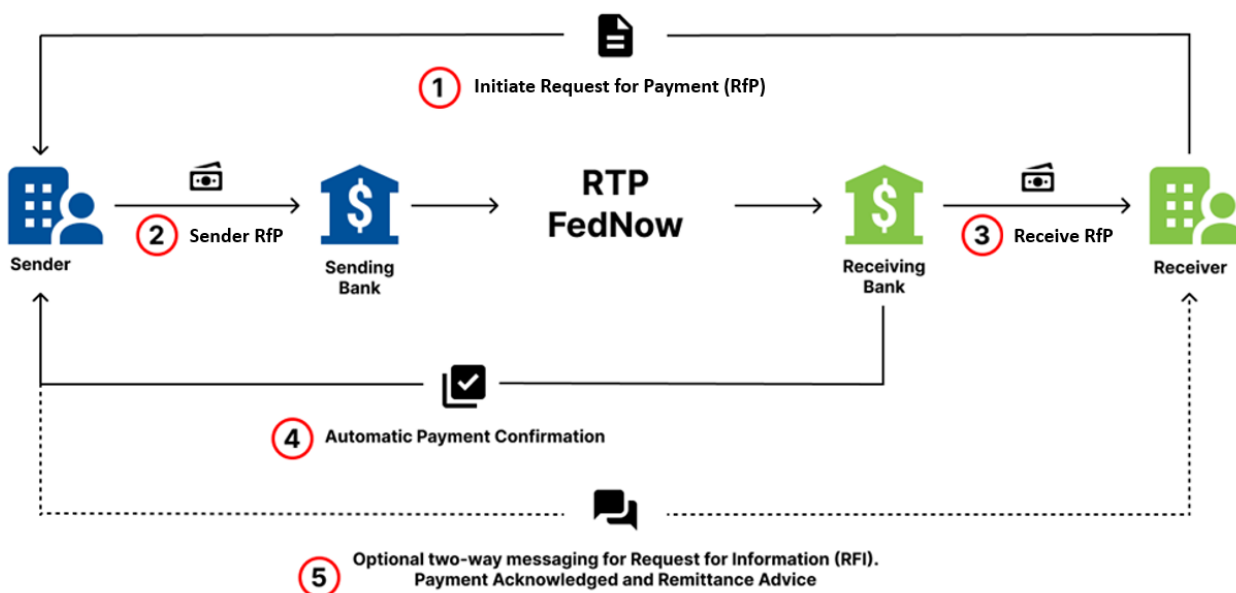 1 Initiate Request for Payment (RfP)
RTP
FedNow
$
$
2 Sender RfP
3 Receive RfP
Sender
Sending
Bank
Receiving
Bank
Receiver
4 Automatic Payment Confirmation
5 Optional two-way messaging for Request for Information (RFI).
Payment Acknowledged and Remittance Advice